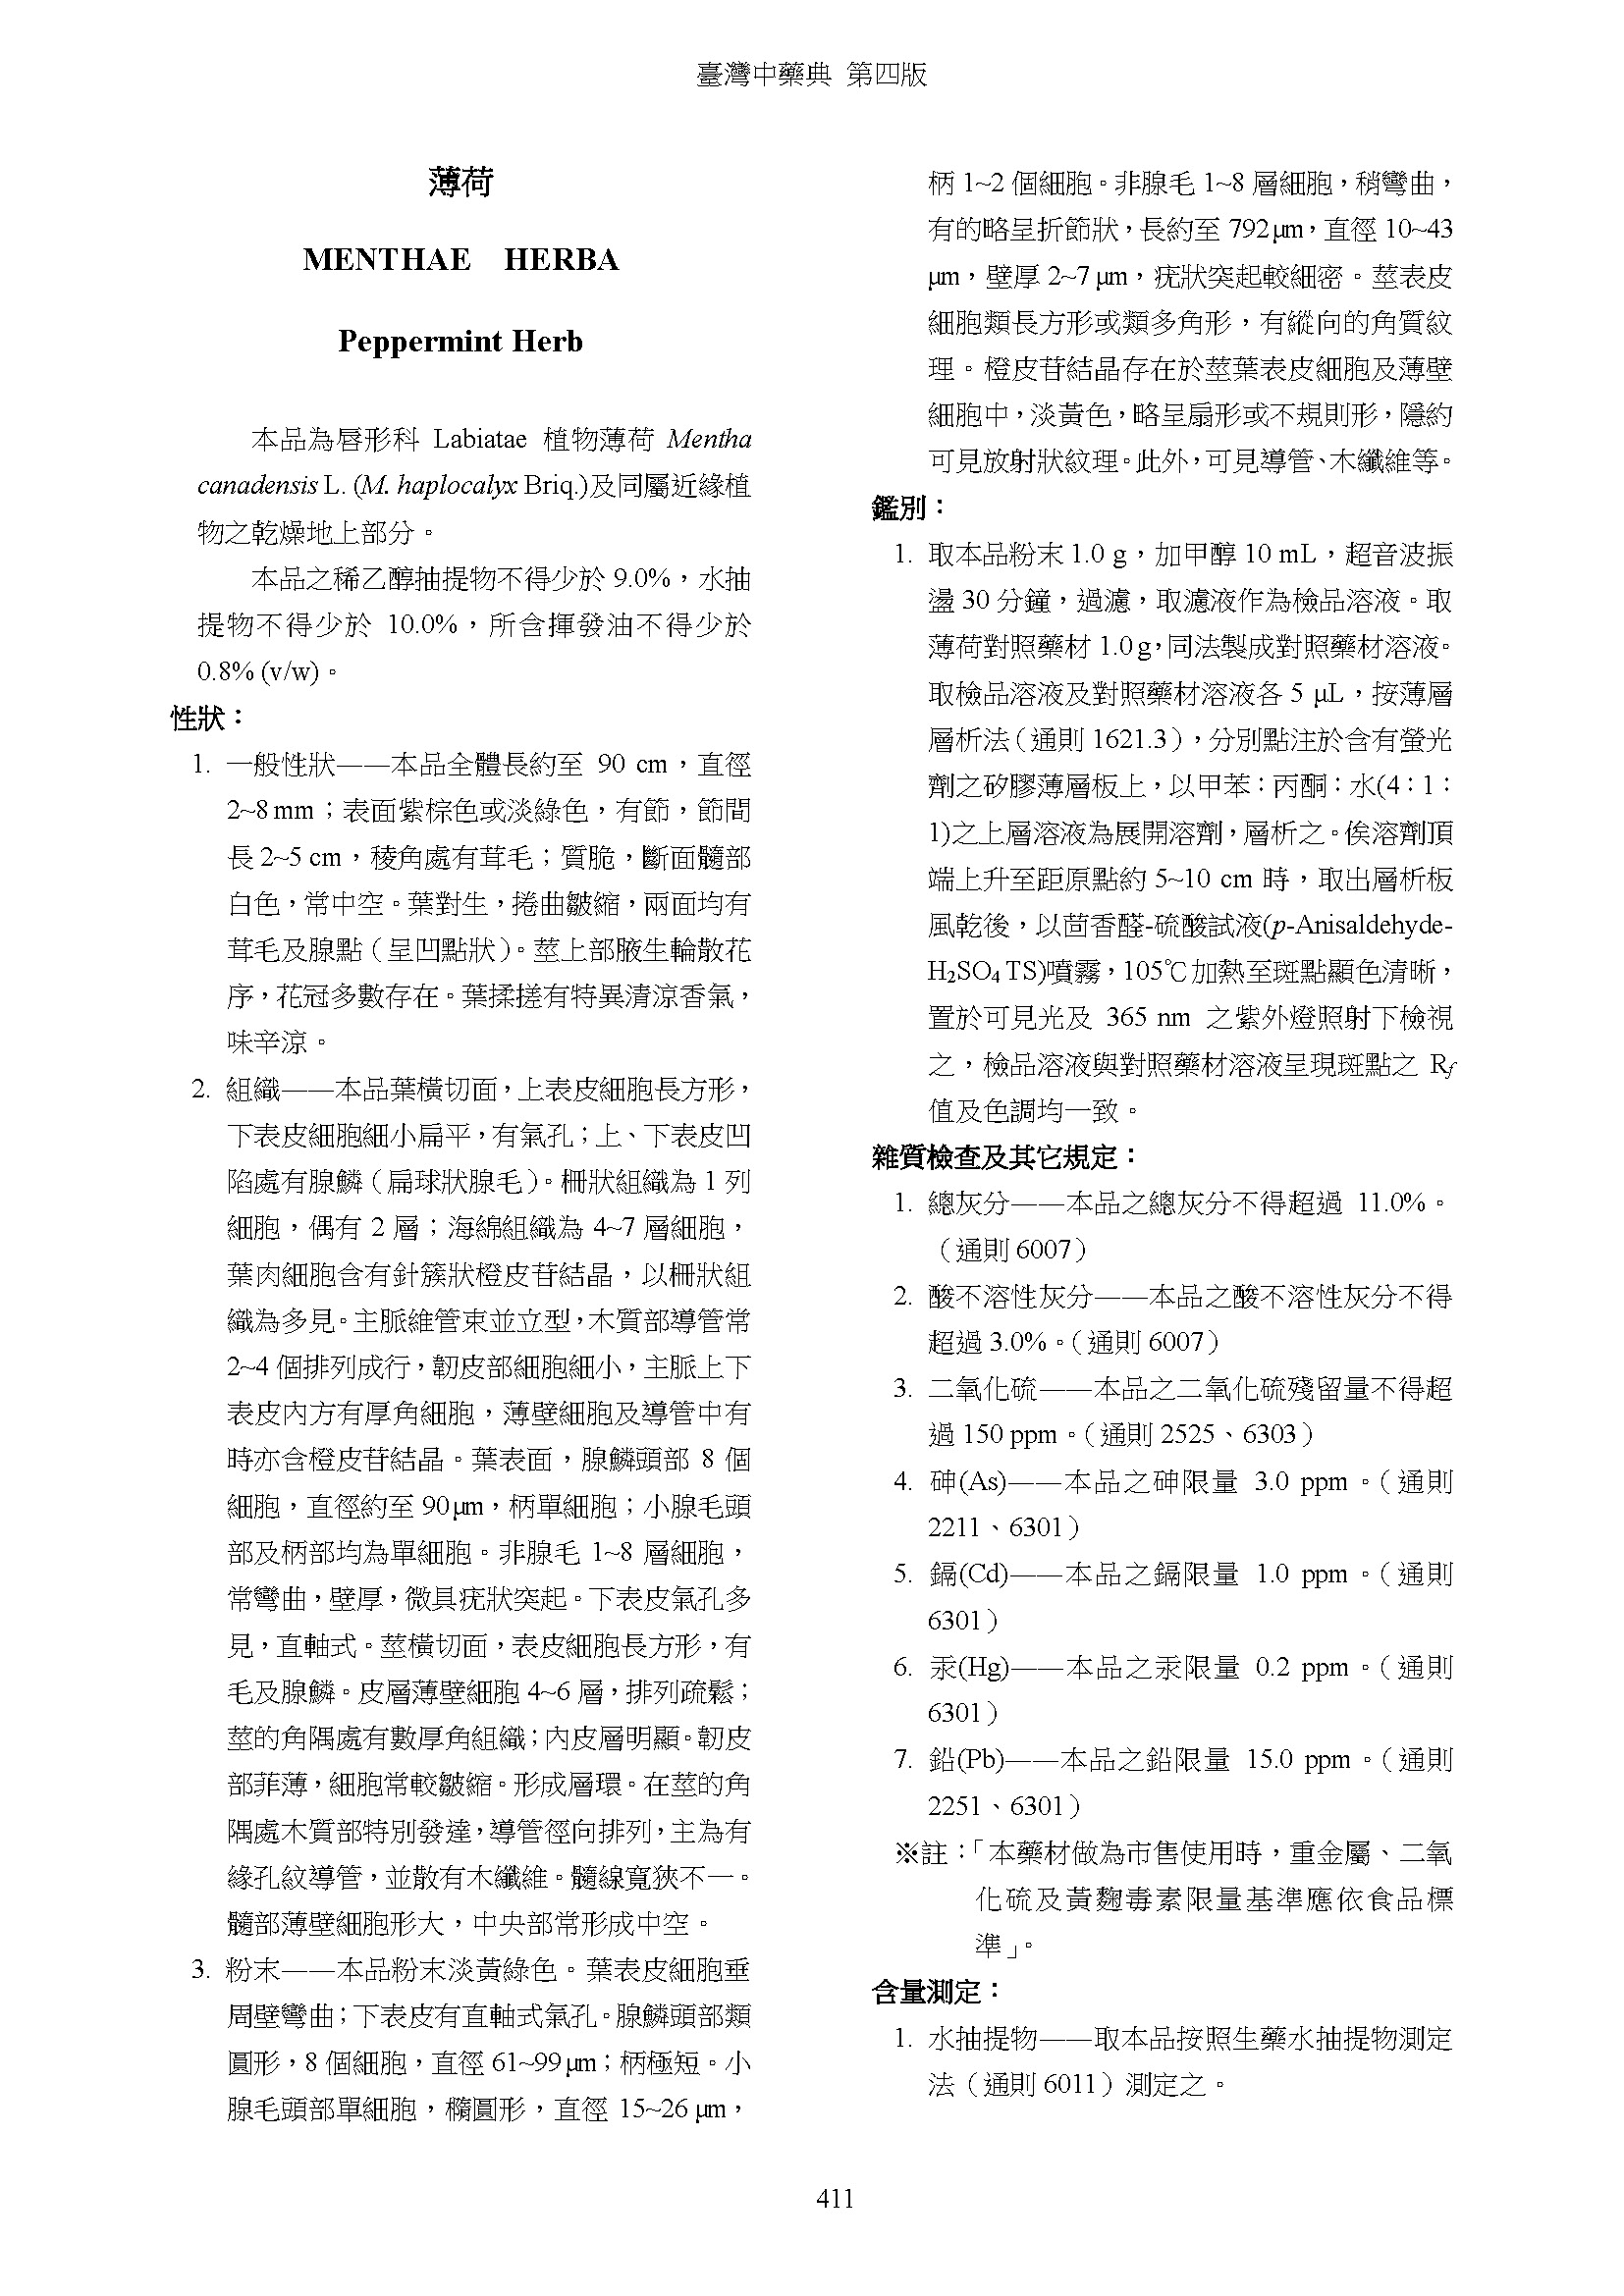 臺灣中藥典 第四版
薄荷
MENTHAE HERBA
Peppermint Herb
本品為唇形科 Labiatae 植物薄荷 Mentha
canadensis L. (M. haplocalyx Briq.)及同屬近緣植
物之乾燥地上部分。
本品之稀乙醇抽提物不得少於 9.0%，水抽
提物不得少於 10.0%，所含揮發油不得少於
0.8% (v/w)。
性狀：
1. 一般性狀——本品全體長約至 90 cm，直徑
2~8 mm；表面紫棕色或淡綠色，有節，節間
長 2~5 cm，稜角處有茸毛；質脆，斷面髓部
白色，常中空。葉對生，捲曲皺縮，兩面均有
茸毛及腺點（呈凹點狀）。莖上部腋生輪散花
序，花冠多數存在。葉揉搓有特異清涼香氣，
味辛涼。
2. 組織——本品葉橫切面，上表皮細胞長方形，
下表皮細胞細小扁平，有氣孔；上、下表皮凹
陷處有腺鱗（扁球狀腺毛）。柵狀組織為 1 列
細胞，偶有 2 層；海綿組織為 4~7 層細胞，
葉肉細胞含有針簇狀橙皮苷結晶，以柵狀組
織為多見。主脈維管束並立型，木質部導管常
2~4 個排列成行，韌皮部細胞細小，主脈上下
表皮內方有厚角細胞，薄壁細胞及導管中有
時亦含橙皮苷結晶。葉表面，腺鱗頭部 8 個
細胞，直徑約至 90 μm，柄單細胞；小腺毛頭
部及柄部均為單細胞。非腺毛 1~8 層細胞，
常彎曲，壁厚，微具疣狀突起。下表皮氣孔多
見，直軸式。莖橫切面，表皮細胞長方形，有
毛及腺鱗。皮層薄壁細胞 4~6 層，排列疏鬆；
莖的角隅處有數厚角組織；內皮層明顯。韌皮
部菲薄，細胞常較皺縮。形成層環。在莖的角
隅處木質部特別發達，導管徑向排列，主為有
緣孔紋導管，並散有木纖維。髓線寬狹不一。
髓部薄壁細胞形大，中央部常形成中空。
3. 粉末——本品粉末淡黃綠色。葉表皮細胞垂
周壁彎曲；下表皮有直軸式氣孔。腺鱗頭部類
圓形，8 個細胞，直徑 61~99 μm；柄極短。小
腺毛頭部單細胞，橢圓形，直徑 15~26 μm，
柄 1~2 個細胞。非腺毛 1~8 層細胞，稍彎曲，
有的略呈折節狀，長約至 792 μm，直徑 10~43
μm，壁厚 2~7 μm，疣狀突起較細密。莖表皮
細胞類長方形或類多角形，有縱向的角質紋
理。橙皮苷結晶存在於莖葉表皮細胞及薄壁
細胞中，淡黃色，略呈扇形或不規則形，隱約
可見放射狀紋理。此外，可見導管、木纖維等。
鑑別：
1. 取本品粉末 1.0 g，加甲醇 10 mL，超音波振
盪 30 分鐘，過濾，取濾液作為檢品溶液。取
薄荷對照藥材 1.0 g，同法製成對照藥材溶液。
取檢品溶液及對照藥材溶液各 5 μL，按薄層
層析法（通則 1621.3），分別點注於含有螢光
劑之矽膠薄層板上，以甲苯：丙酮：水(4：1：
1)之上層溶液為展開溶劑，層析之。俟溶劑頂
端上升至距原點約 5~10 cm 時，取出層析板
風乾後，以茴香醛-硫酸試液(p-Anisaldehyde-
H₂SO₄ TS)噴霧，105℃加熱至斑點顯色清晰，
置於可見光及 365 nm 之紫外燈照射下檢視
之，檢品溶液與對照藥材溶液呈現斑點之 Rf
值及色調均一致。
雜質檢查及其它規定：
1. 總灰分——本品之總灰分不得超過 11.0%。
（通則 6007）
2. 酸不溶性灰分——本品之酸不溶性灰分不得
超過 3.0%。（通則 6007）
3. 二氧化硫——本品之二氧化硫殘留量不得超
過 150 ppm。（通則 2525、6303）
4. 砷(As)——本品之砷限量 3.0 ppm。（通則
2211、6301）
5. 鎘(Cd)——本品之鎘限量 1.0 ppm。（通則
6301）
6. 汞(Hg)——本品之汞限量 0.2 ppm。（通則
6301）
7. 鉛(Pb)——本品之鉛限量 15.0 ppm。（通則
2251、6301）
※註：「本藥材做為市售使用時，重金屬、二氧
化硫及黃麴毒素限量基準應依食品標
準」。
含量測定：
1. 水抽提物——取本品按照生藥水抽提物測定
法（通則 6011）測定之。
411